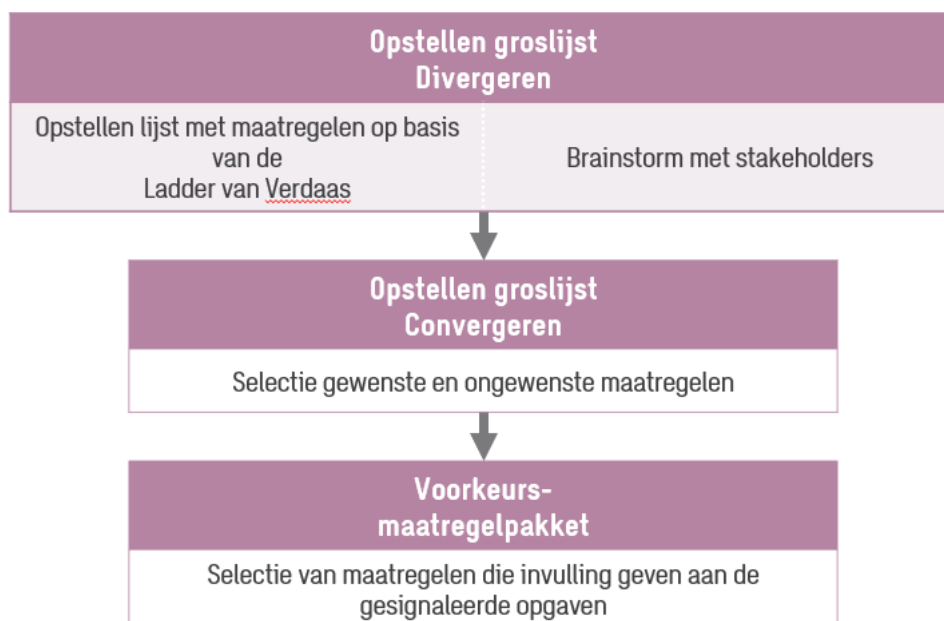 Opstellen groslijst
Divergeren
Opstellen lijst met maatregelen op basis
van de
Ladder van Verdaas
Brainstorm met stakeholders
Opstellen groslijst
Convergeren
Selectie gewenste en ongewenste maatregelen
Voorkeurs-
maatregelpakket
Selectie van maatregelen die invulling geven aan de
gesignaleerde opgaven